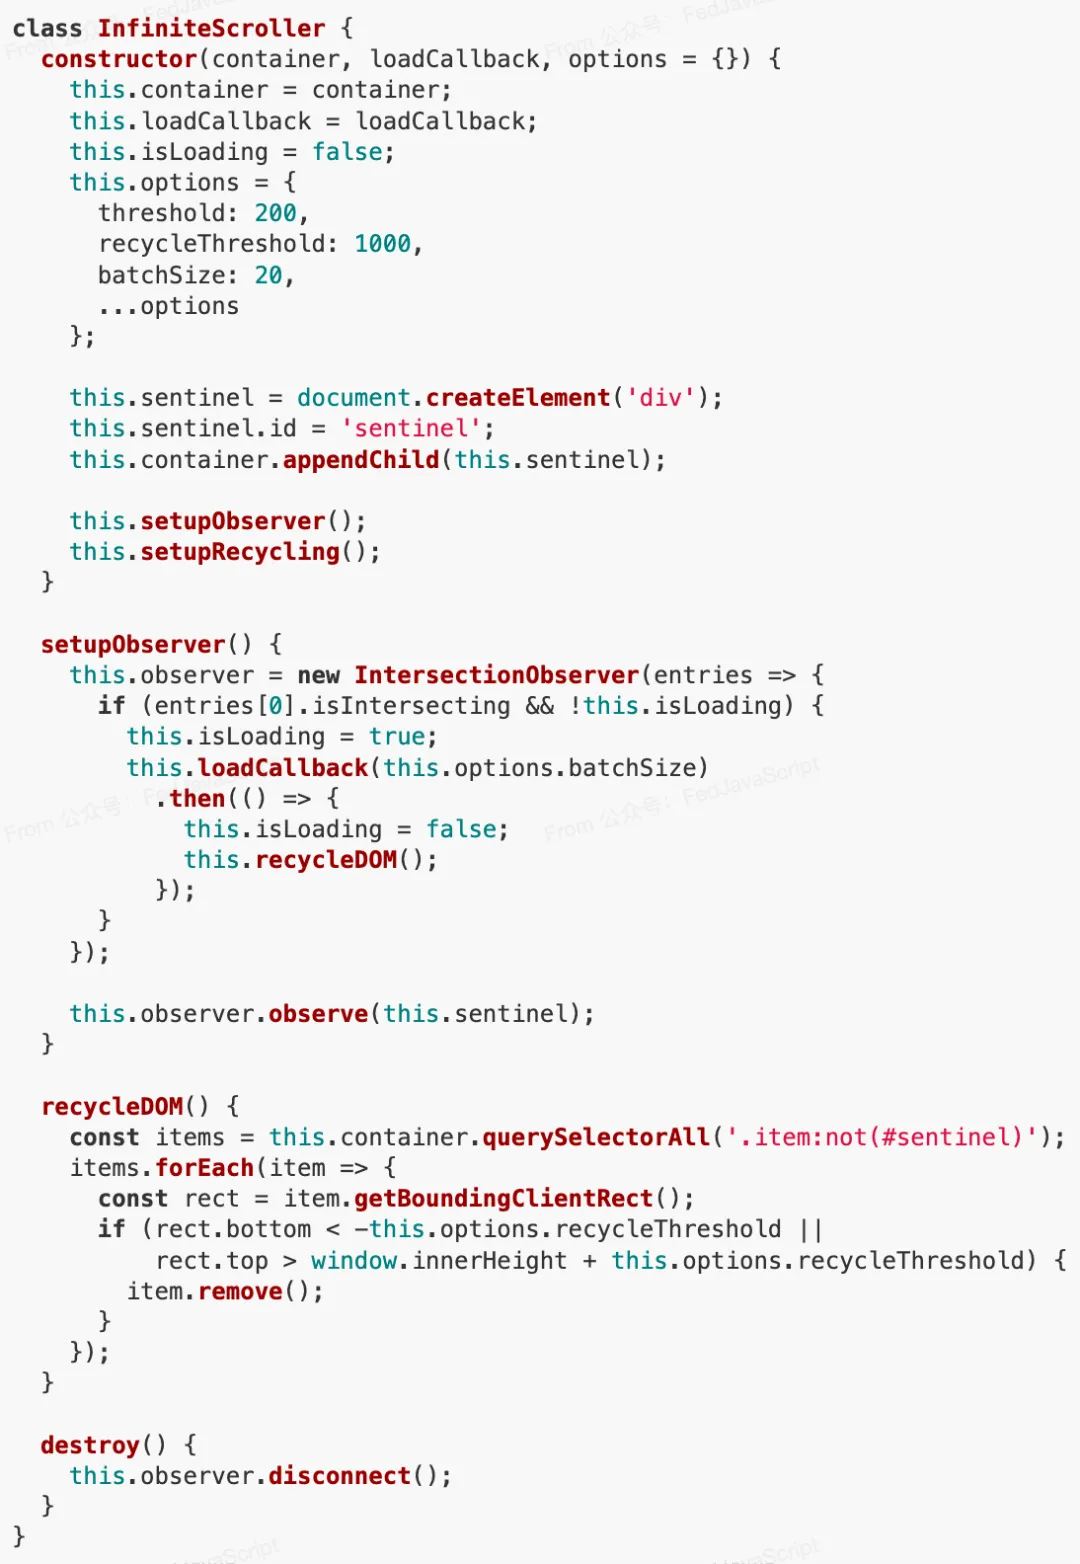 class InfiniteScroller {
constructor(container, loadCallback, options = {}) {
this.container = container;
this.loadCallback = loadCallback;
this.isLoading = false;
this.options = {
threshold: 200,
recycleThreshold: 1000,
batchSize: 20,
...options
};
this.sentinel = document.createElement('div');
this.sentinel.id = 'sentinel';
this.container.appendChild(this.sentinel);
this.setupObserver();
this.setupRecycling();
}
setupObserver() {
this.observer = new IntersectionObserver(entries => {
if (entries[0].isIntersecting && !this.isLoading) {
this.isLoading = true;
this.loadCallback(this.options.batchSize)
.then(() => {
this.isLoading = false;
this.recycleDOM();
});
}
});
this.observer.observe(this.sentinel);
}
recycleDOM() {
const items = this.container.querySelectorAll('.item:not(#sentinel)');
items.forEach(item => {
const rect = item.getBoundingClientRect();
if (rect.bottom < -this.options.recycleThreshold ||
rect.top > window.innerHeight + this.options.recycleThreshold) {
item.remove();
}
});
}
destroy() {
this.observer.disconnect();
}
}
From 公众号：FedJavaScript